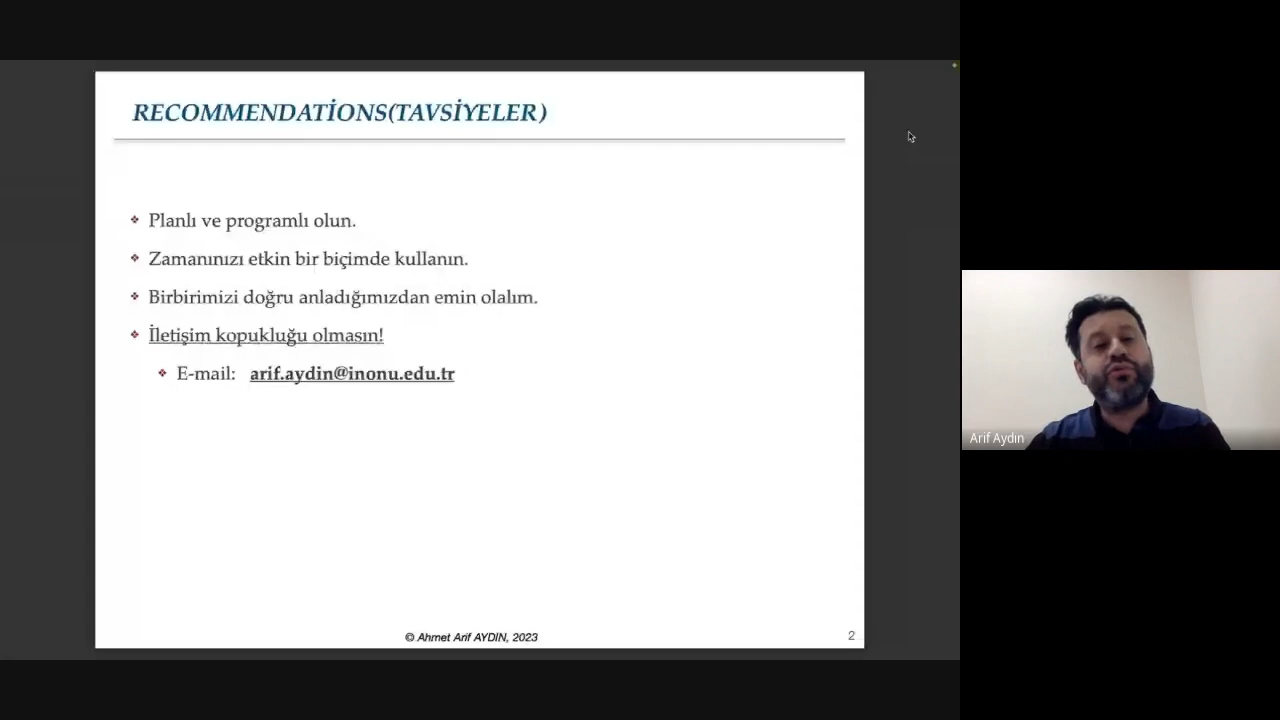 RECOMMENDATİONS(TAVSİYELER)
Planlı ve programlı olun.
Zamanınızı etkin bir biçimde kullanın.
Birbirimizi doğru anladığımızdan emin olalım.
İletişim kopukluğu olmasın!
E-mail: arif.aydin@inonu.edu.tr
© Ahmet Arif AYDIN, 2023
2
Arif Aydın